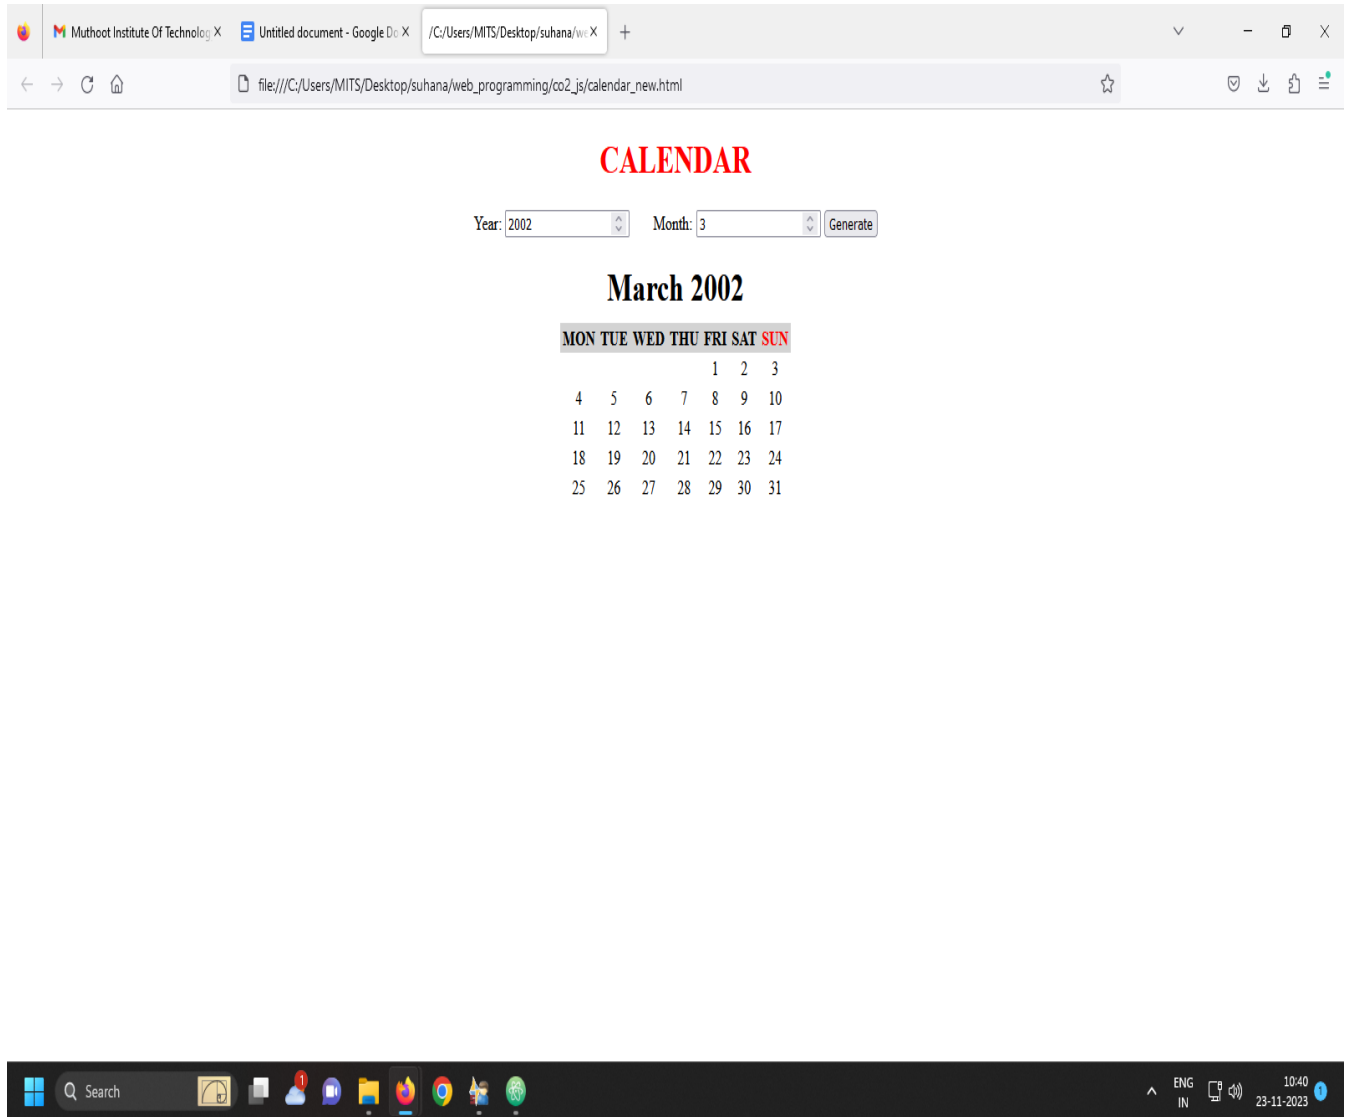 Muthoot Institute Of Technolog
Untitled document - Google Do
/C:/Users/MITS/Desktop/suhana/we
file:///C:/Users/MITS/Desktop/suhana/web_programming/co2_js/calendar_new.html
CALENDAR
Year: 2002 Month: 3 Generate
March 2002
MON TUE WED THU FRI SAT SUN
1 2 3
4 5 6 7 8 9 10
11 12 13 14 15 16 17
18 19 20 21 22 23 24
25 26 27 28 29 30 31
Search
1
ENG
IN
10:40
23-11-2023
1